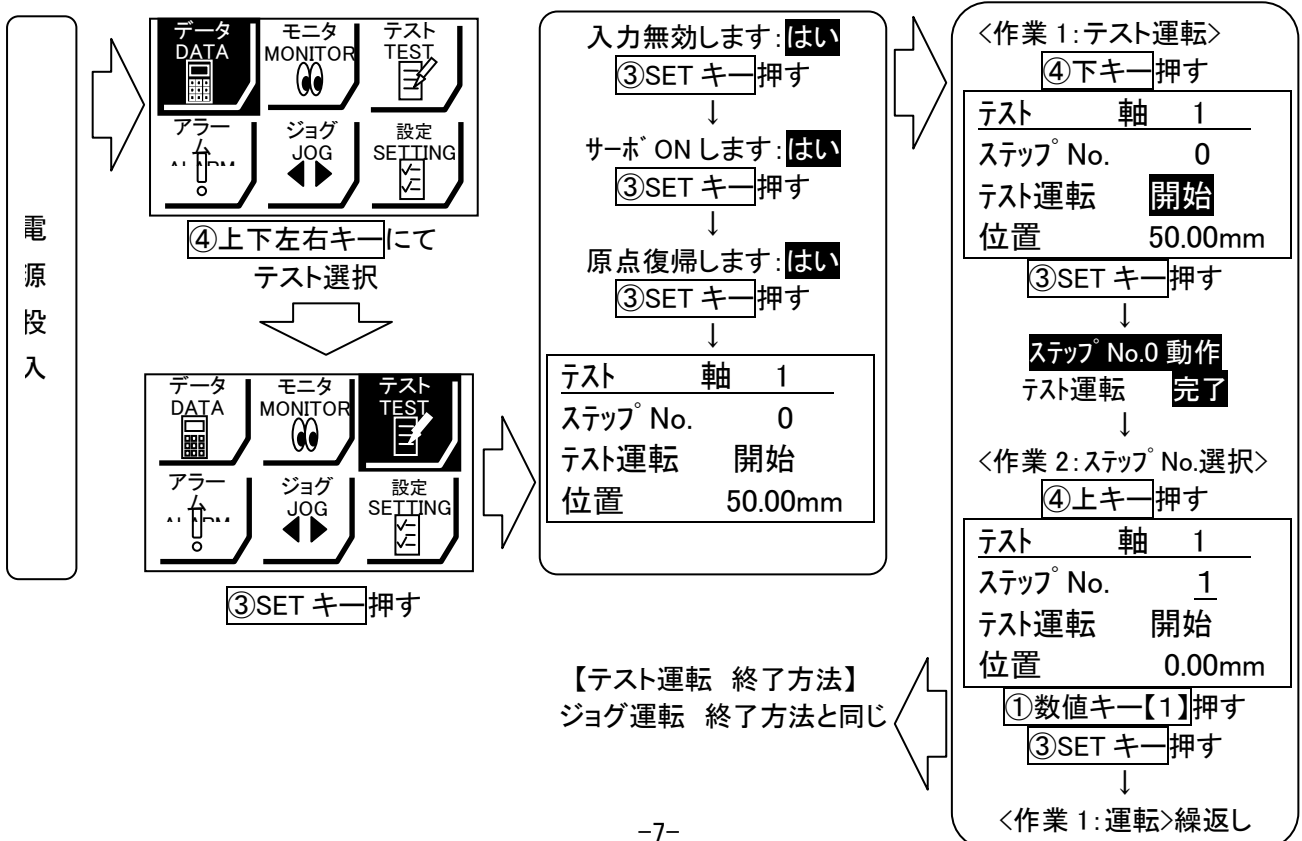 電
源
投
入
データ
DATA
モニタ
MONITOR
テスト
TEST
アラー
ム
ALARM
ジョグ
JOG
設定
SETTING
④上下左右キーにて
テスト選択
データ
DATA
モニタ
MONITOR
テスト
TEST
アラー
ム
ALARM
ジョグ
JOG
設定
SETTING
③SET キー押す
入力無効します:はい
③SET キー押す
↓
ｻｰﾎﾞ ON します:はい
③SET キー押す
↓
原点復帰します:はい
③SET キー押す
↓
ﾃｽﾄ 軸 1
ｽﾃｯﾌﾟ No. 0
ﾃｽﾄ運転 開始
位置 50.00mm
<作業 1:テスト運転>
④下キー押す
ﾃｽﾄ 軸 1
ｽﾃｯﾌﾟ No. 0
ﾃｽﾄ運転 開始
位置 50.00mm
③SET キー押す
↓
ｽﾃｯﾌﾟ No.0 動作
ﾃｽﾄ運転 完了
↓
<作業 2:ｽﾃｯﾌﾟ No.選択>
④上キー押す
ﾃｽﾄ 軸 1
ｽﾃｯﾌﾟ No. 1
ﾃｽﾄ運転 開始
位置 0.00mm
①数値キー【1】押す
③SET キー押す
↓
<作業 1:運転>繰返し
【テスト運転 終了方法】
ジョグ運転 終了方法と同じ
-7-